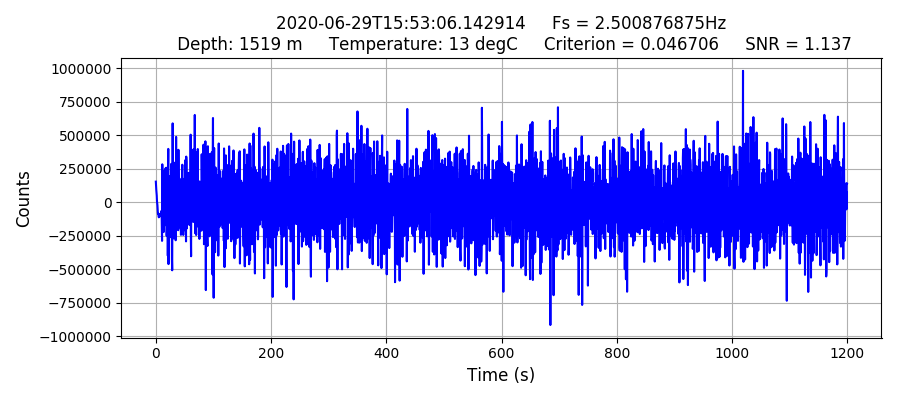 2020-06-29T15:53:06.142914 Fs = 2.500876875Hz
Depth: 1519 m Temperature: 13 degC Criterion = 0.046706 SNR = 1.137
1000000
750000
500000
250000
0
−250000
−500000
−750000
−1000000
Counts
0 200 400 600 800 1000 1200
Time (s)